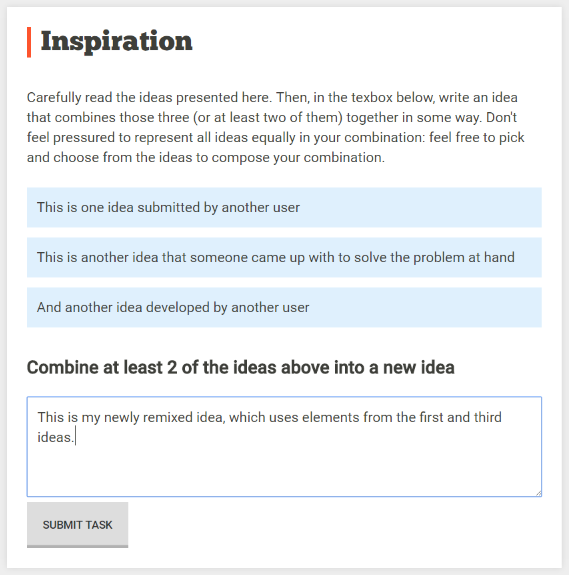 Inspiration
Carefully read the ideas presented here. Then, in the texbox below, write an idea
that combines those three (or at least two of them) together in some way. Don't
feel pressured to represent all ideas equally in your combination: feel free to pick
and choose from the ideas to compose your combination.
This is one idea submitted by another user
This is another idea that someone came up with to solve the problem at hand
And another idea developed by another user
Combine at least 2 of the ideas above into a new idea
This is my newly remixed idea, which uses elements from the first and third
ideas.
SUBMIT TASK